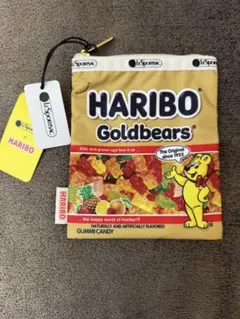 LeSportsac
LeSportsac
LeSportsac
HARIBO
Goldbears®
Kids and grown-ups love it so ...
The Original
since 1922
HARIBO
HARIBO
the happy world of Haribo!®
NATURALLY AND ARTIFICIALLY FLAVORED
GUMMI CANDY